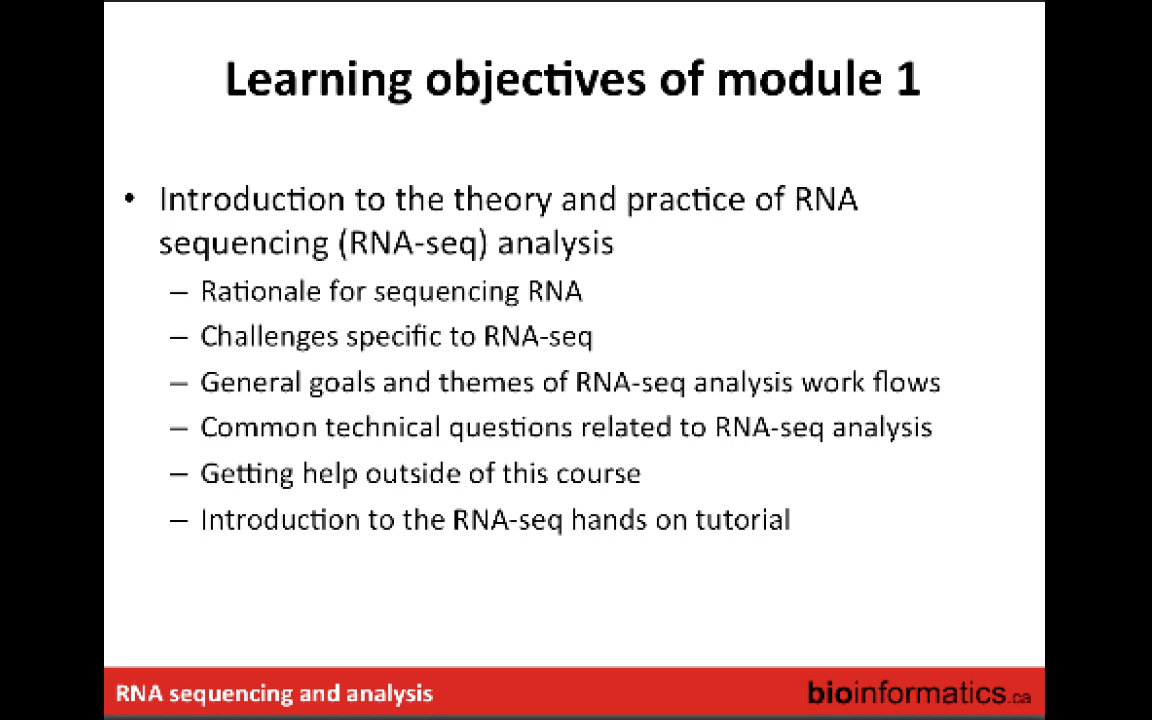 Learning objectives of module 1
• Introduction to the theory and practice of RNA
sequencing (RNA-seq) analysis
– Rationale for sequencing RNA
– Challenges specific to RNA-seq
– General goals and themes of RNA-seq analysis work flows
– Common technical questions related to RNA-seq analysis
– Getting help outside of this course
– Introduction to the RNA-seq hands on tutorial
RNA sequencing and analysis
bioinformatics.ca